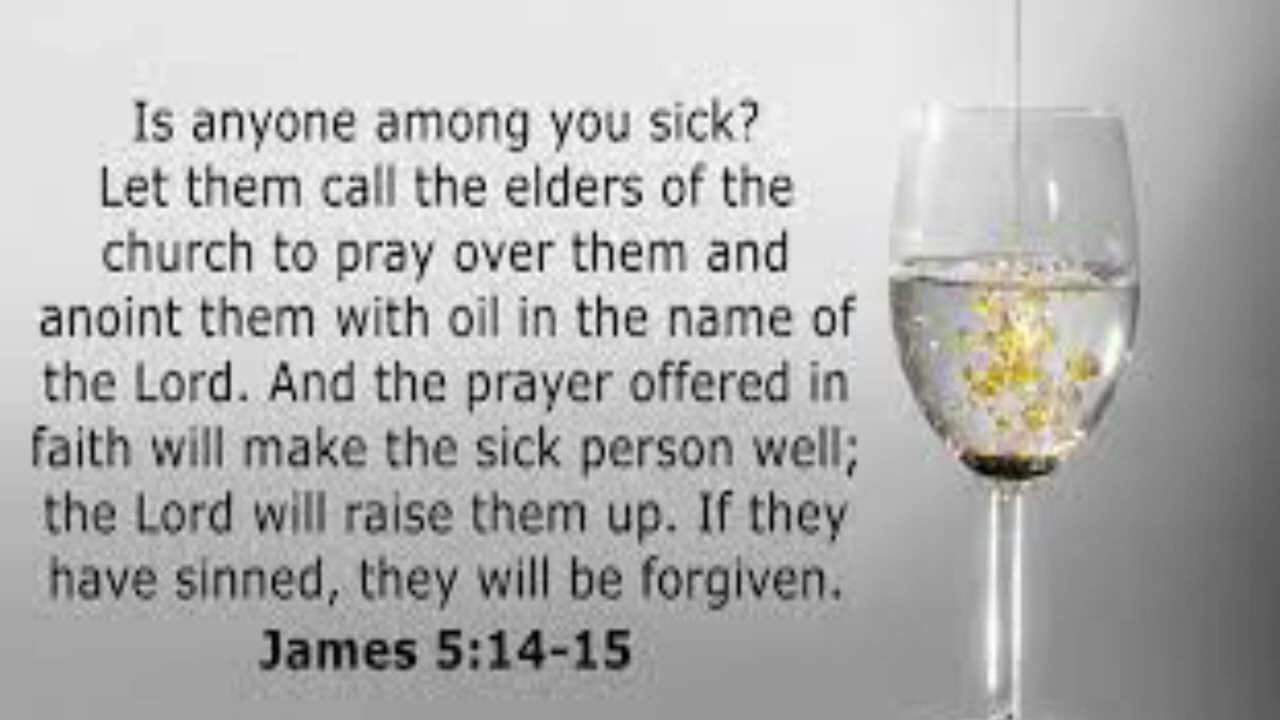 Is anyone among you sick?
Let them call the elders of the
church to pray over them and
anoint them with oil in the name of
the Lord. And the prayer offered in
faith will make the sick person well;
the Lord will raise them up. If they
have sinned, they will be forgiven.
James 5:14-15